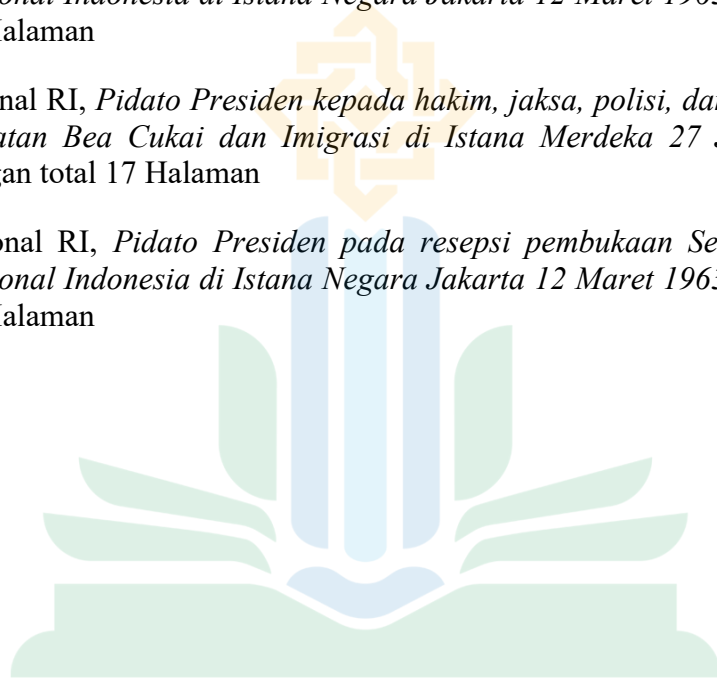 onal Indonesia di Istana Negara Jakarta 12 Maret 1963
Halaman
nal RI, Pidato Presiden kepada hakim, jaksa, polisi, dan
atan Bea Cukai dan Imigrasi di Istana Merdeka 27
gan total 17 Halaman
onal RI, Pidato Presiden pada resepsi pembukaan Se
onal Indonesia di Istana Negara Jakarta 12 Maret 1963
Halaman